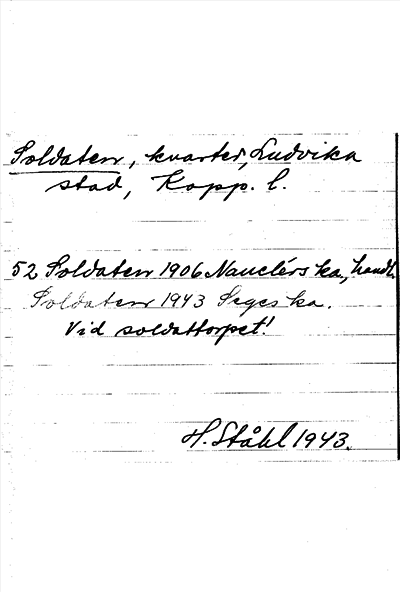 Soldaten, kvarter, Ludvika
stad, Kopp. l.
52 Soldaten 1906 Nauclérs ka, handl.
Soldaten 1943 Seges ka.
Vid soldattorpet!
H. Ståhl 1943.